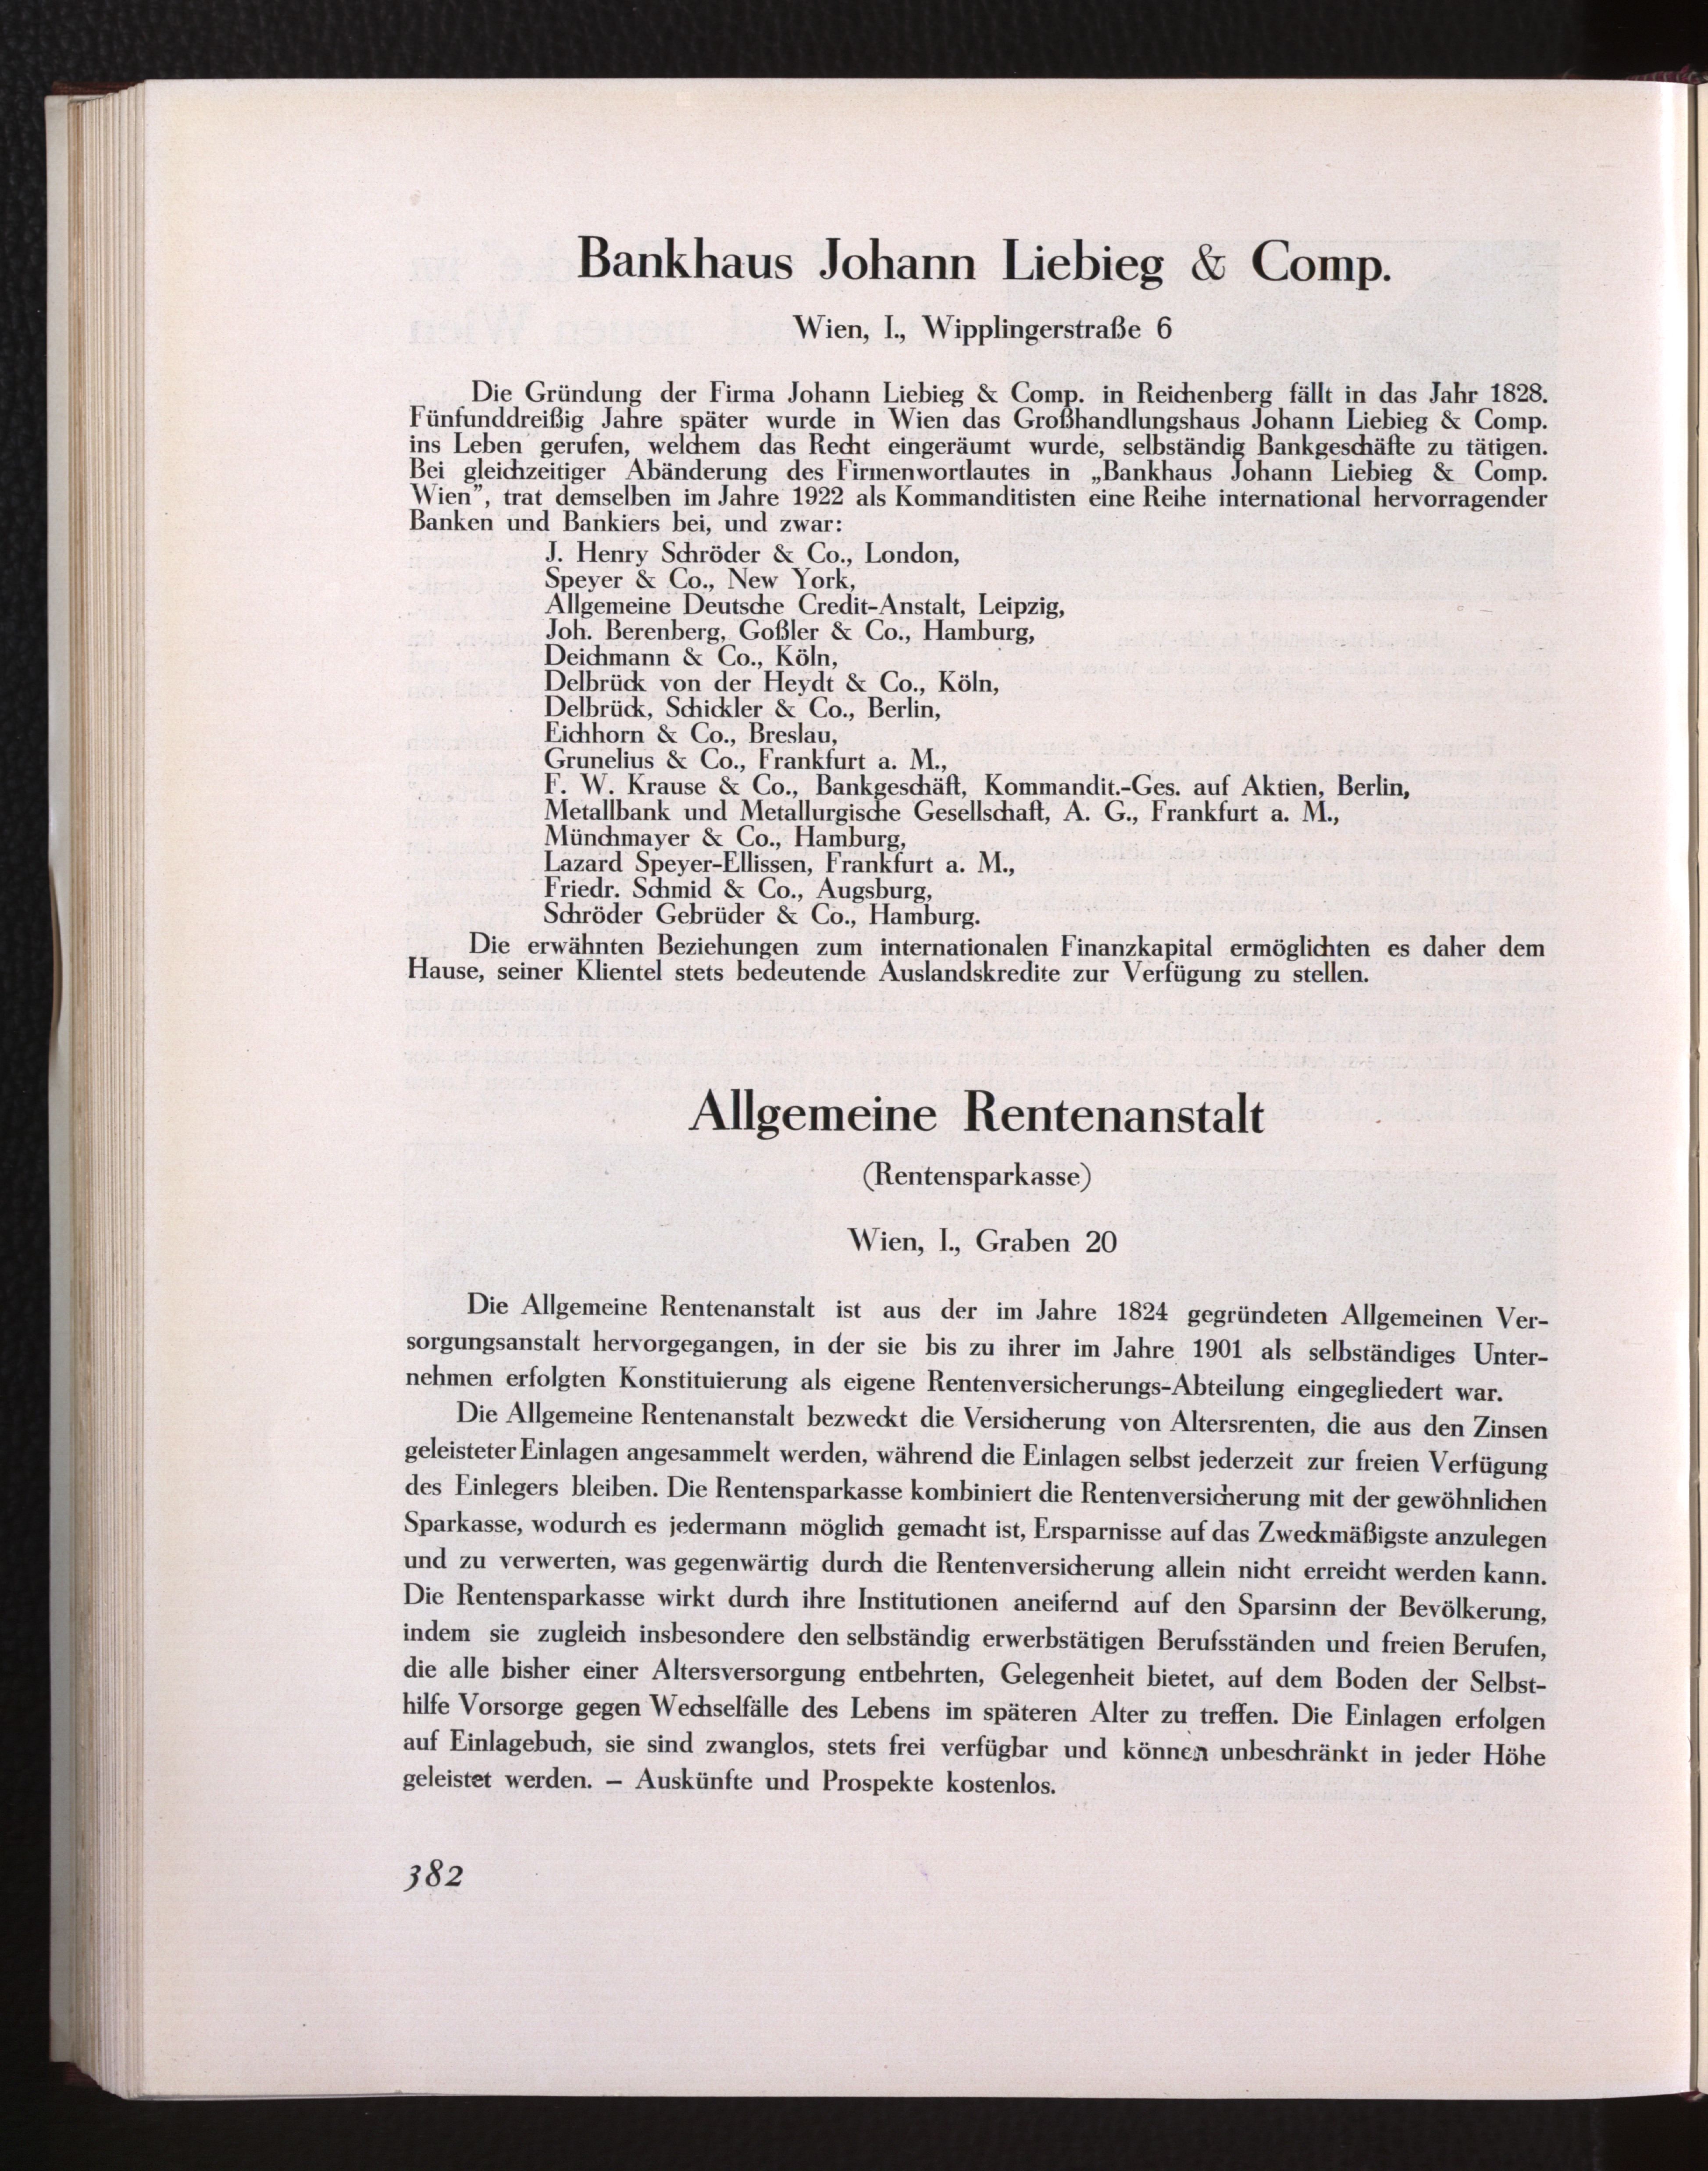 Bankhaus Johann Liebieg & Comp.
Wien, I., Wipplingerstraße 6
Die Gründung der Firma Johann Liebieg & Comp. in Reichenberg fällt in das Jahr 1828.
Fünfunddreißig Jahre später wurde in Wien das Großhandlungshaus Johann Liebieg & Comp.
ins Leben gerufen, welchem das Recht eingeräumt wurde, selbständig Bankgeschäfte zu tätigen.
Bei gleichzeitiger Abänderung des Firmenwortlautes in „Bankhaus Johann Liebieg & Comp.
Wien”, trat demselben im Jahre 1922 als Kommanditisten eine Reihe international hervorragender
Banken und Bankiers bei, und zwar:
J. Henry Schröder & Co., London,
Speyer & Co., New York,
Allgemeine Deutsche Credit-Anstalt, Leipzig,
Joh. Berenberg, Goßler & Co., Hamburg,
Deichmann & Co., Köln,
Delbrück von der Heydt & Co., Köln,
Delbrück, Schickler & Co., Berlin,
Eichhorn & Co., Breslau,
Grunelius & Co., Frankfurt a. M.,
F. W. Krause & Co., Bankgeschäft, Kommandit.-Ges. auf Aktien, Berlin,
Metallbank und Metallurgische Gesellschaft, A. G., Frankfurt a. M.,
Münchmayer & Co., Hamburg,
Lazard Speyer-Ellissen, Frankfurt a. M.,
Friedr. Schmid & Co., Augsburg,
Schröder Gebrüder & Co., Hamburg.
Die erwähnten Beziehungen zum internationalen Finanzkapital ermöglichten es daher dem
Hause, seiner Klientel stets bedeutende Auslandskredite zur Verfügung zu stellen.
Allgemeine Rentenanstalt
(Rentensparkasse)
Wien, I., Graben 20
Die Allgemeine Rentenanstalt ist aus der im Jahre 1824 gegründeten Allgemeinen Ver-
sorgungsanstalt hervorgegangen, in der sie bis zu ihrer im Jahre 1901 als selbständiges Unter-
nehmen erfolgten Konstituierung als eigene Rentenversicherungs-Abteilung eingegliedert war.
Die Allgemeine Rentenanstalt bezweckt die Versicherung von Altersrenten, die aus den Zinsen
geleisteter Einlagen angesammelt werden, während die Einlagen selbst jederzeit zur freien Verfügung
des Einlegers bleiben. Die Rentensparkasse kombiniert die Rentenversicherung mit der gewöhnlichen
Sparkasse, wodurch es jedermann möglich gemacht ist, Ersparnisse auf das Zweckmäßigste anzulegen
und zu verwerten, was gegenwärtig durch die Rentenversicherung allein nicht erreicht werden kann.
Die Rentensparkasse wirkt durch ihre Institutionen aneifernd auf den Sparsinn der Bevölkerung,
indem sie zugleich insbesondere den selbständig erwerbstätigen Berufsständen und freien Berufen,
die alle bisher einer Altersversorgung entbehrten, Gelegenheit bietet, auf dem Boden der Selbst-
hilfe Vorsorge gegen Wechselfälle des Lebens im späteren Alter zu treffen. Die Einlagen erfolgen
auf Einlagebuch, sie sind zwanglos, stets frei verfügbar und können unbeschränkt in jeder Höhe
geleistet werden. — Auskünfte und Prospekte kostenlos.
382